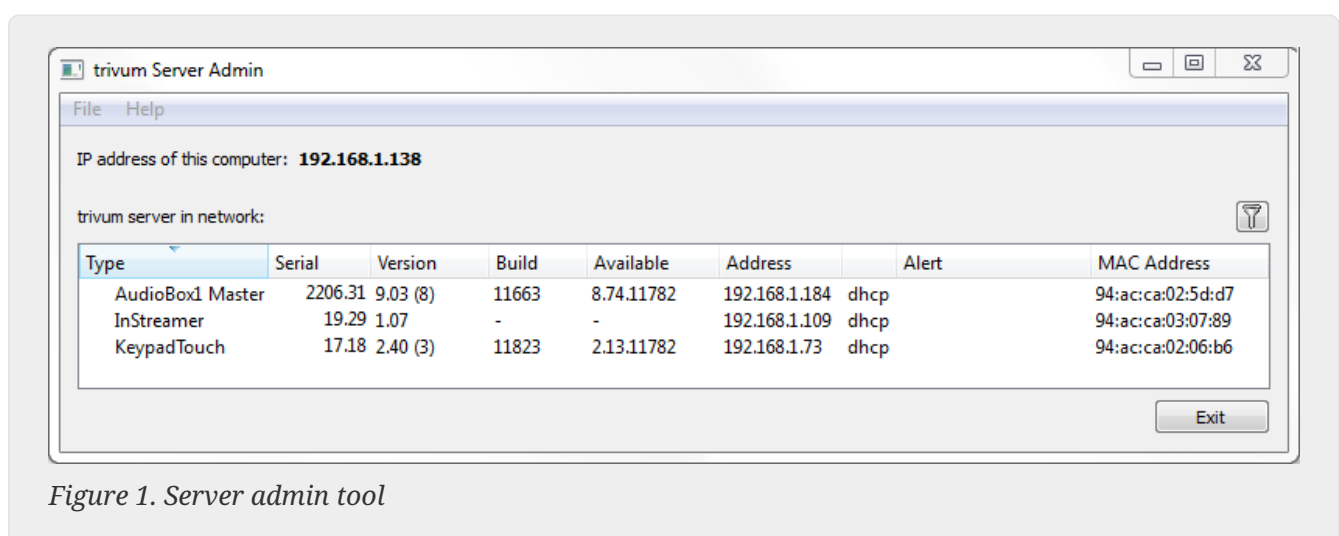 trivum Server Admin
File Help
IP address of this computer: 192.168.1.138
trivum server in network:
Type Serial Version Build Available Address Alert MAC Address
AudioBox1 Master 2206.31 9.03 (8) 11663 8.74.11782 192.168.1.184 dhcp 94:ac:ca:02:5d:d7
InStreamer 19.29 1.07 - - 192.168.1.109 dhcp 94:ac:ca:03:07:89
KeypadTouch 17.18 2.40 (3) 11823 2.13.11782 192.168.1.73 dhcp 94:ac:ca:02:06:b6
Exit
Figure 1. Server admin tool